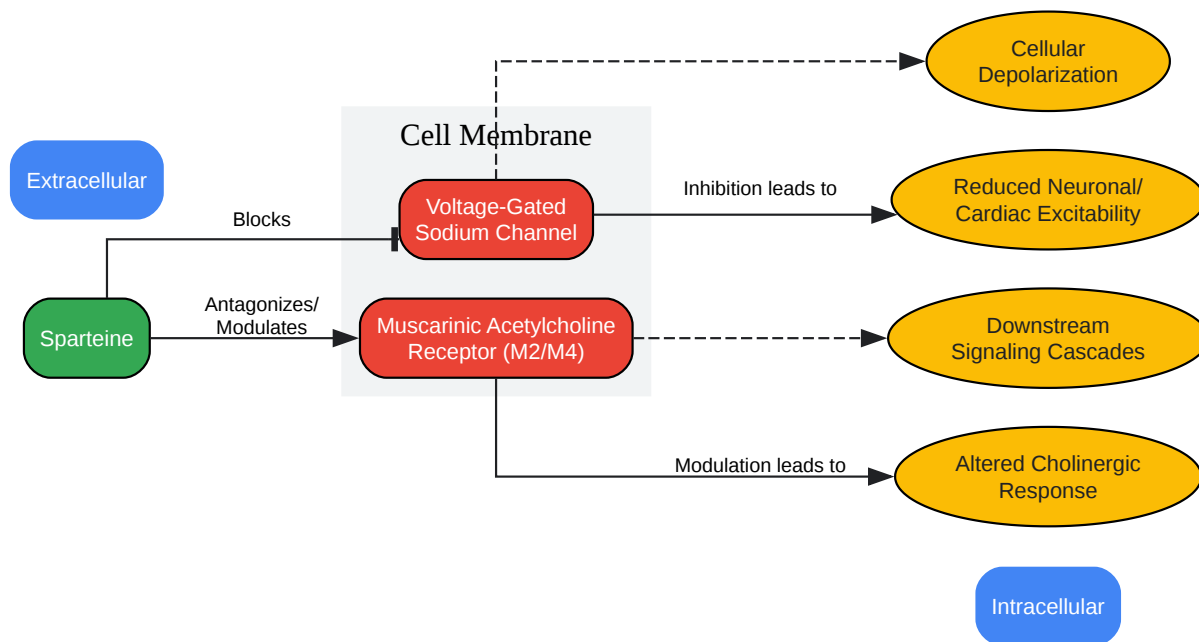 Cellular
Depolarization
Cell Membrane
Extracellular
Blocks
Voltage-Gated
Sodium Channel
Inhibition leads to
Reduced Neuronal/
Cardiac Excitability
Sparteine
Antagonizes/
Modulates
Muscarinic Acetylcholine
Receptor (M2/M4)
Downstream
Signaling Cascades
Modulation leads to
Altered Cholinergic
Response
Intracellular